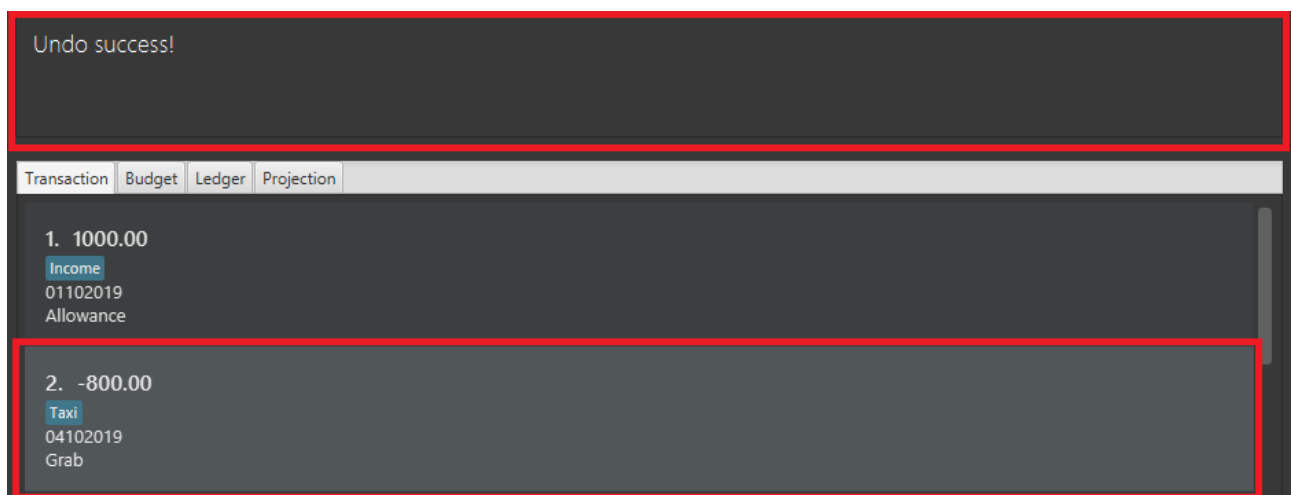 Undo success!
Transaction Budget Ledger Projection
1. 1000.00
Income
01102019
Allowance
2. -800.00
Taxi
04102019
Grab